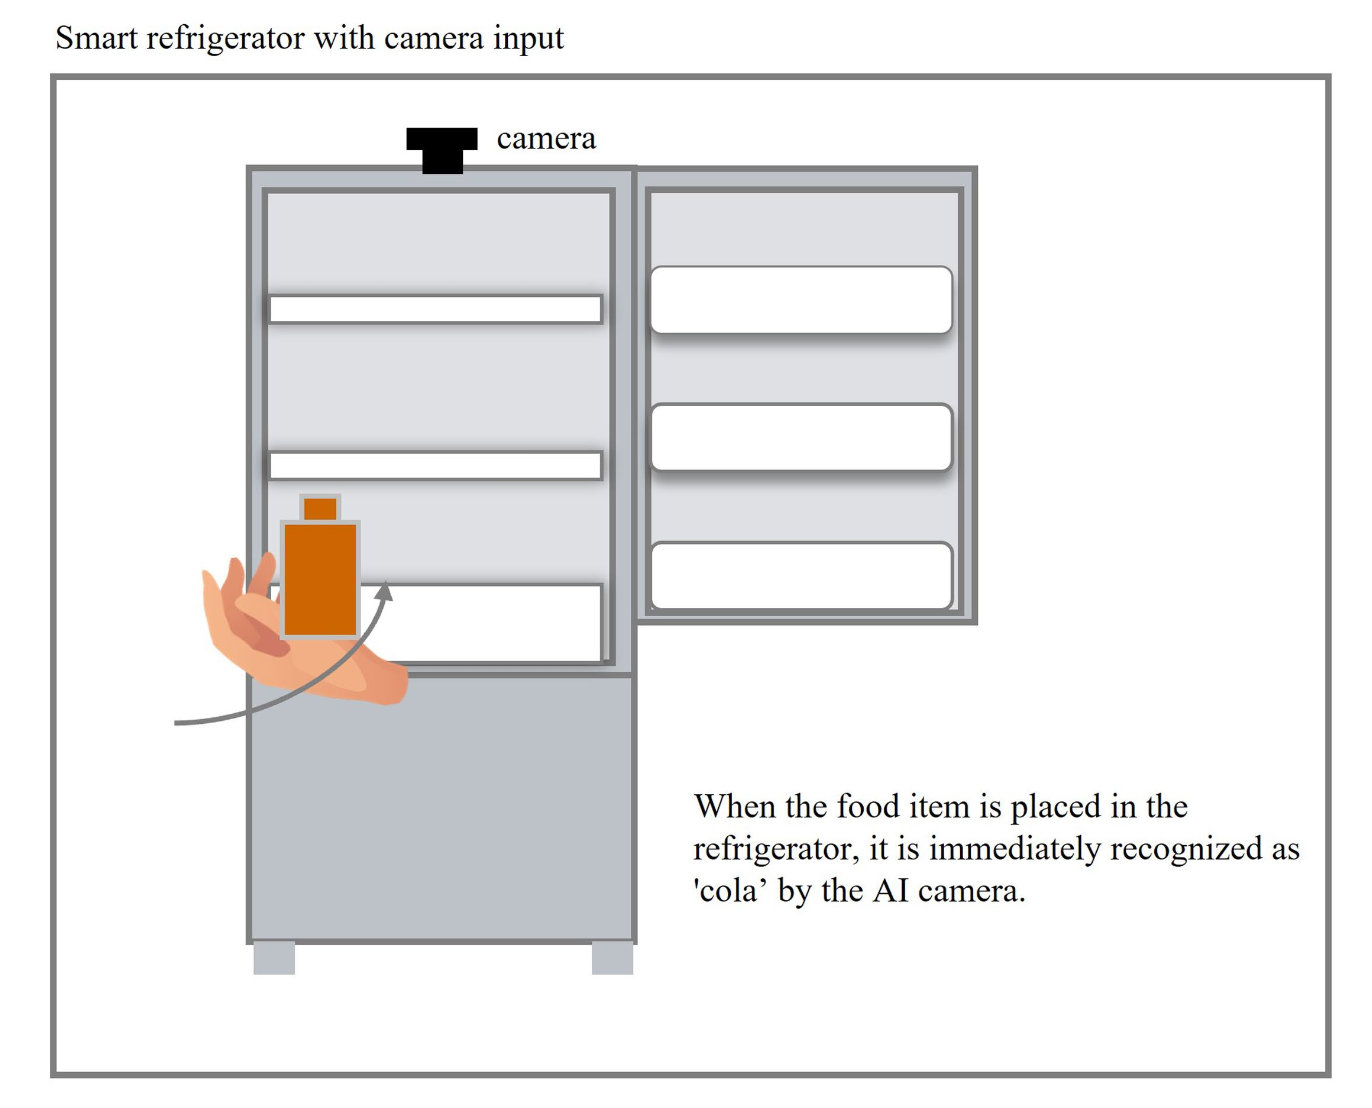 Smart refrigerator with camera input
camera
When the food item is placed in the
refrigerator, it is immediately recognized as
'cola’ by the AI camera.